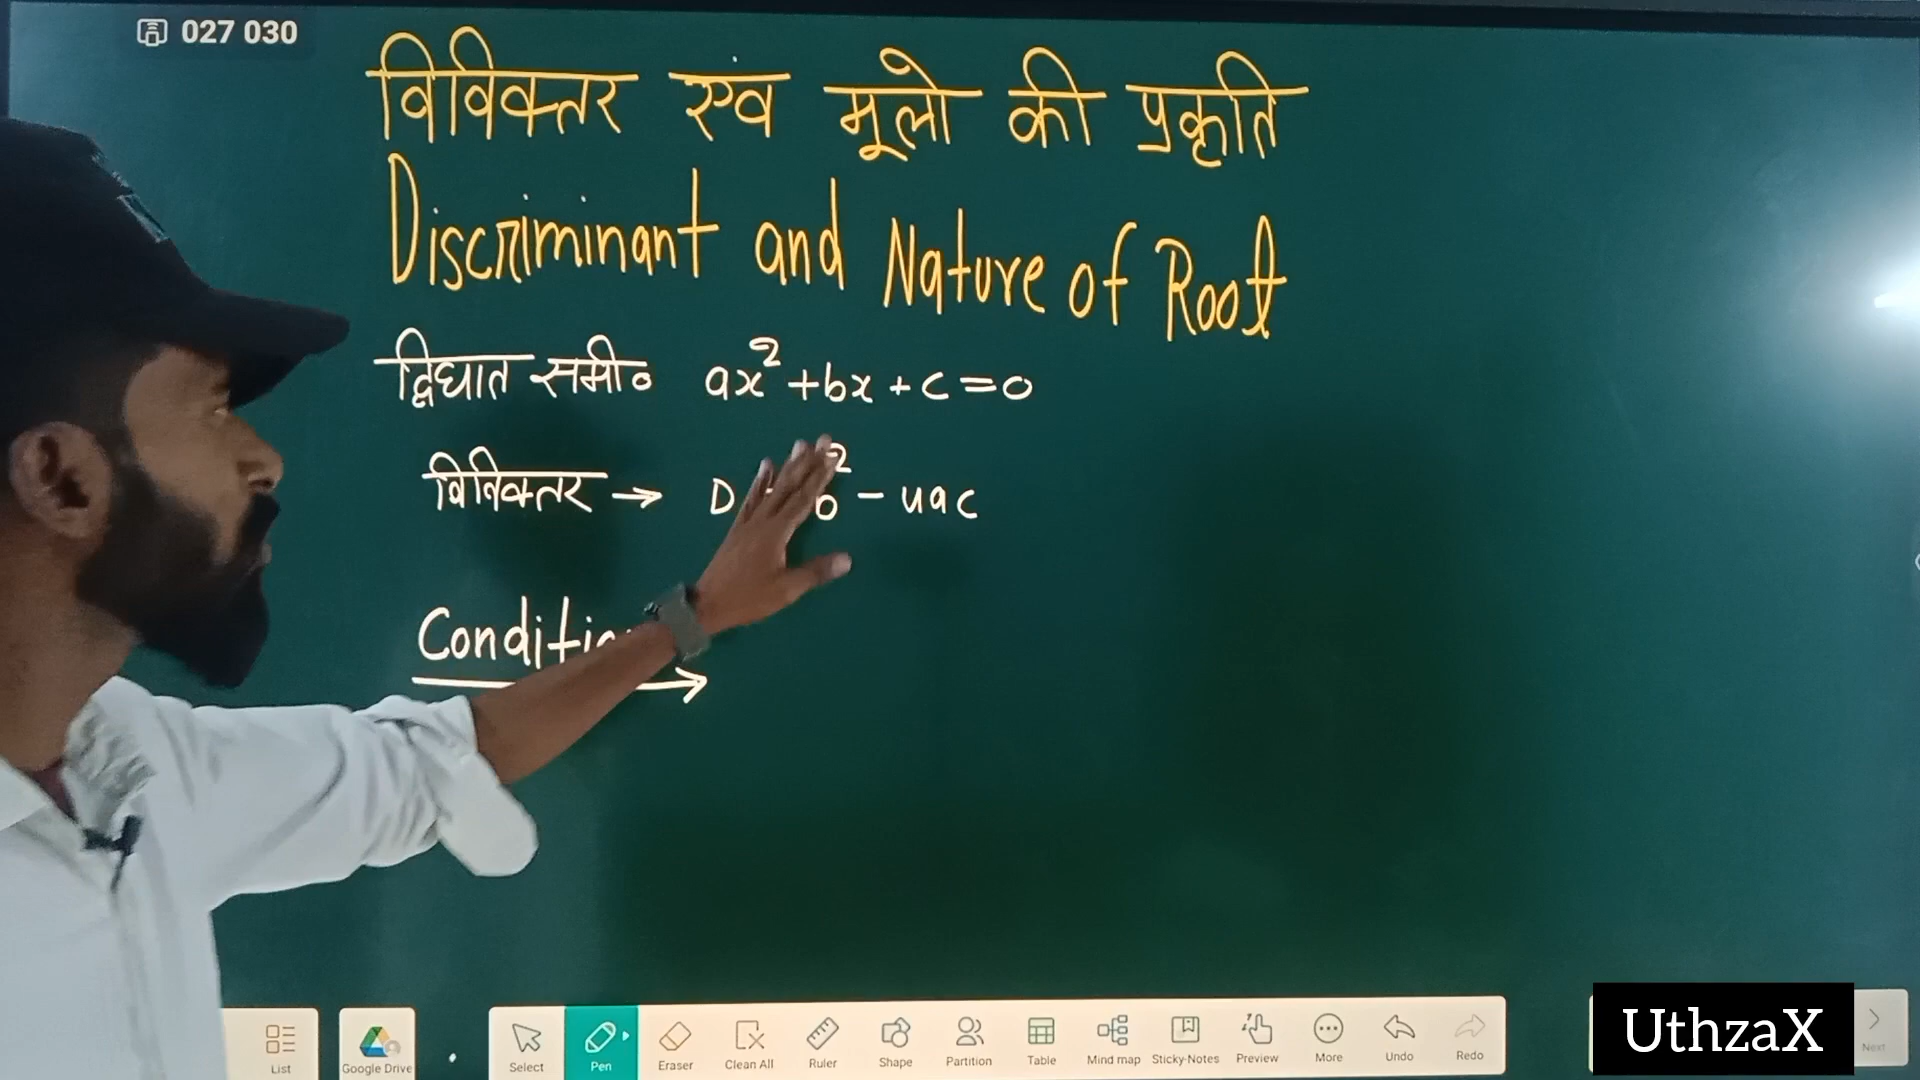 027 030
विविक्तर एवं मूलो की प्रकृति
Discriminant and Nature of Root
द्विघात समी० ax²+bx+c=0
विविक्तर → D b² - 4ac
List
Google Drive
Select
Pen
Eraser
Clean All
Ruler
Shape
Partition
Table
Mind map
Sticky-Notes
Preview
More
Undo
Redo
Next
UthzaX